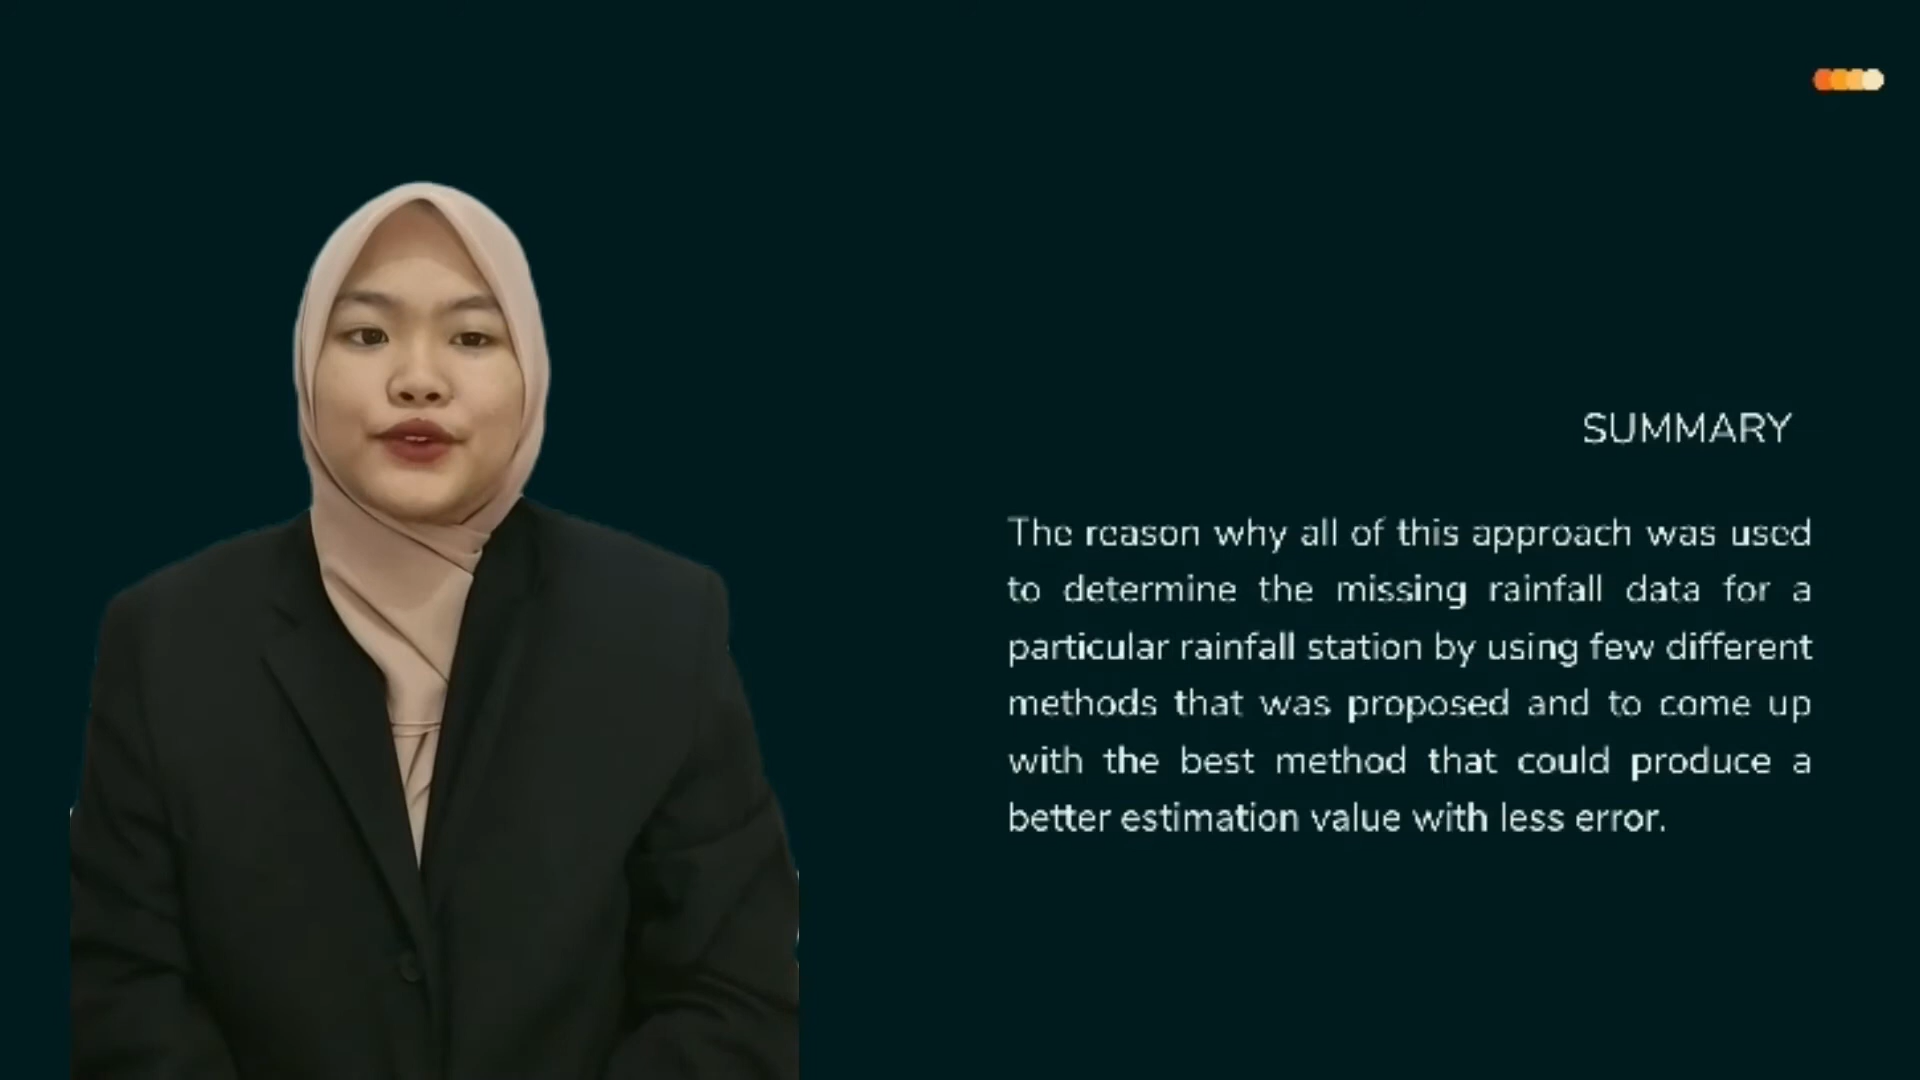 SUMMARY
The reason why all of this approach was used
to determine the missing rainfall data for a
particular rainfall station by using few different
methods that was proposed and to come up
with the best method that could produce a
better estimation value with less error.